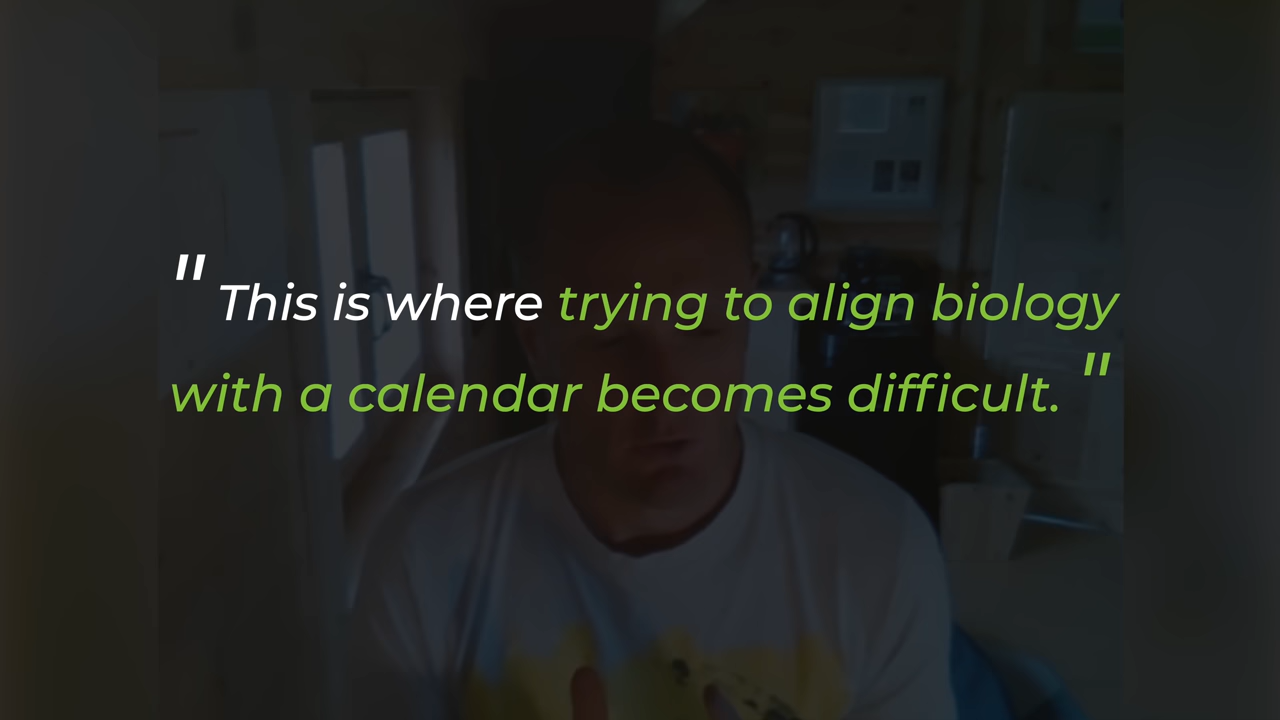 "This is where trying to align biology
with a calendar becomes difficult."